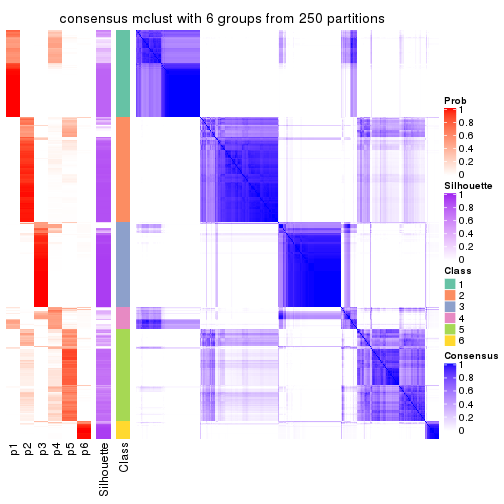 consensus mclust with 6 groups from 250 partitions
Prob
1
0.8
0.6
0.4
0.2
0
Silhouette
1
0.8
0.6
0.4
0.2
0
Class
1
2
3
4
5
6
Consensus
1
0.8
0.6
0.4
0.2
0
p1
p2
p3
p4
p5
p6
Silhouette
Class